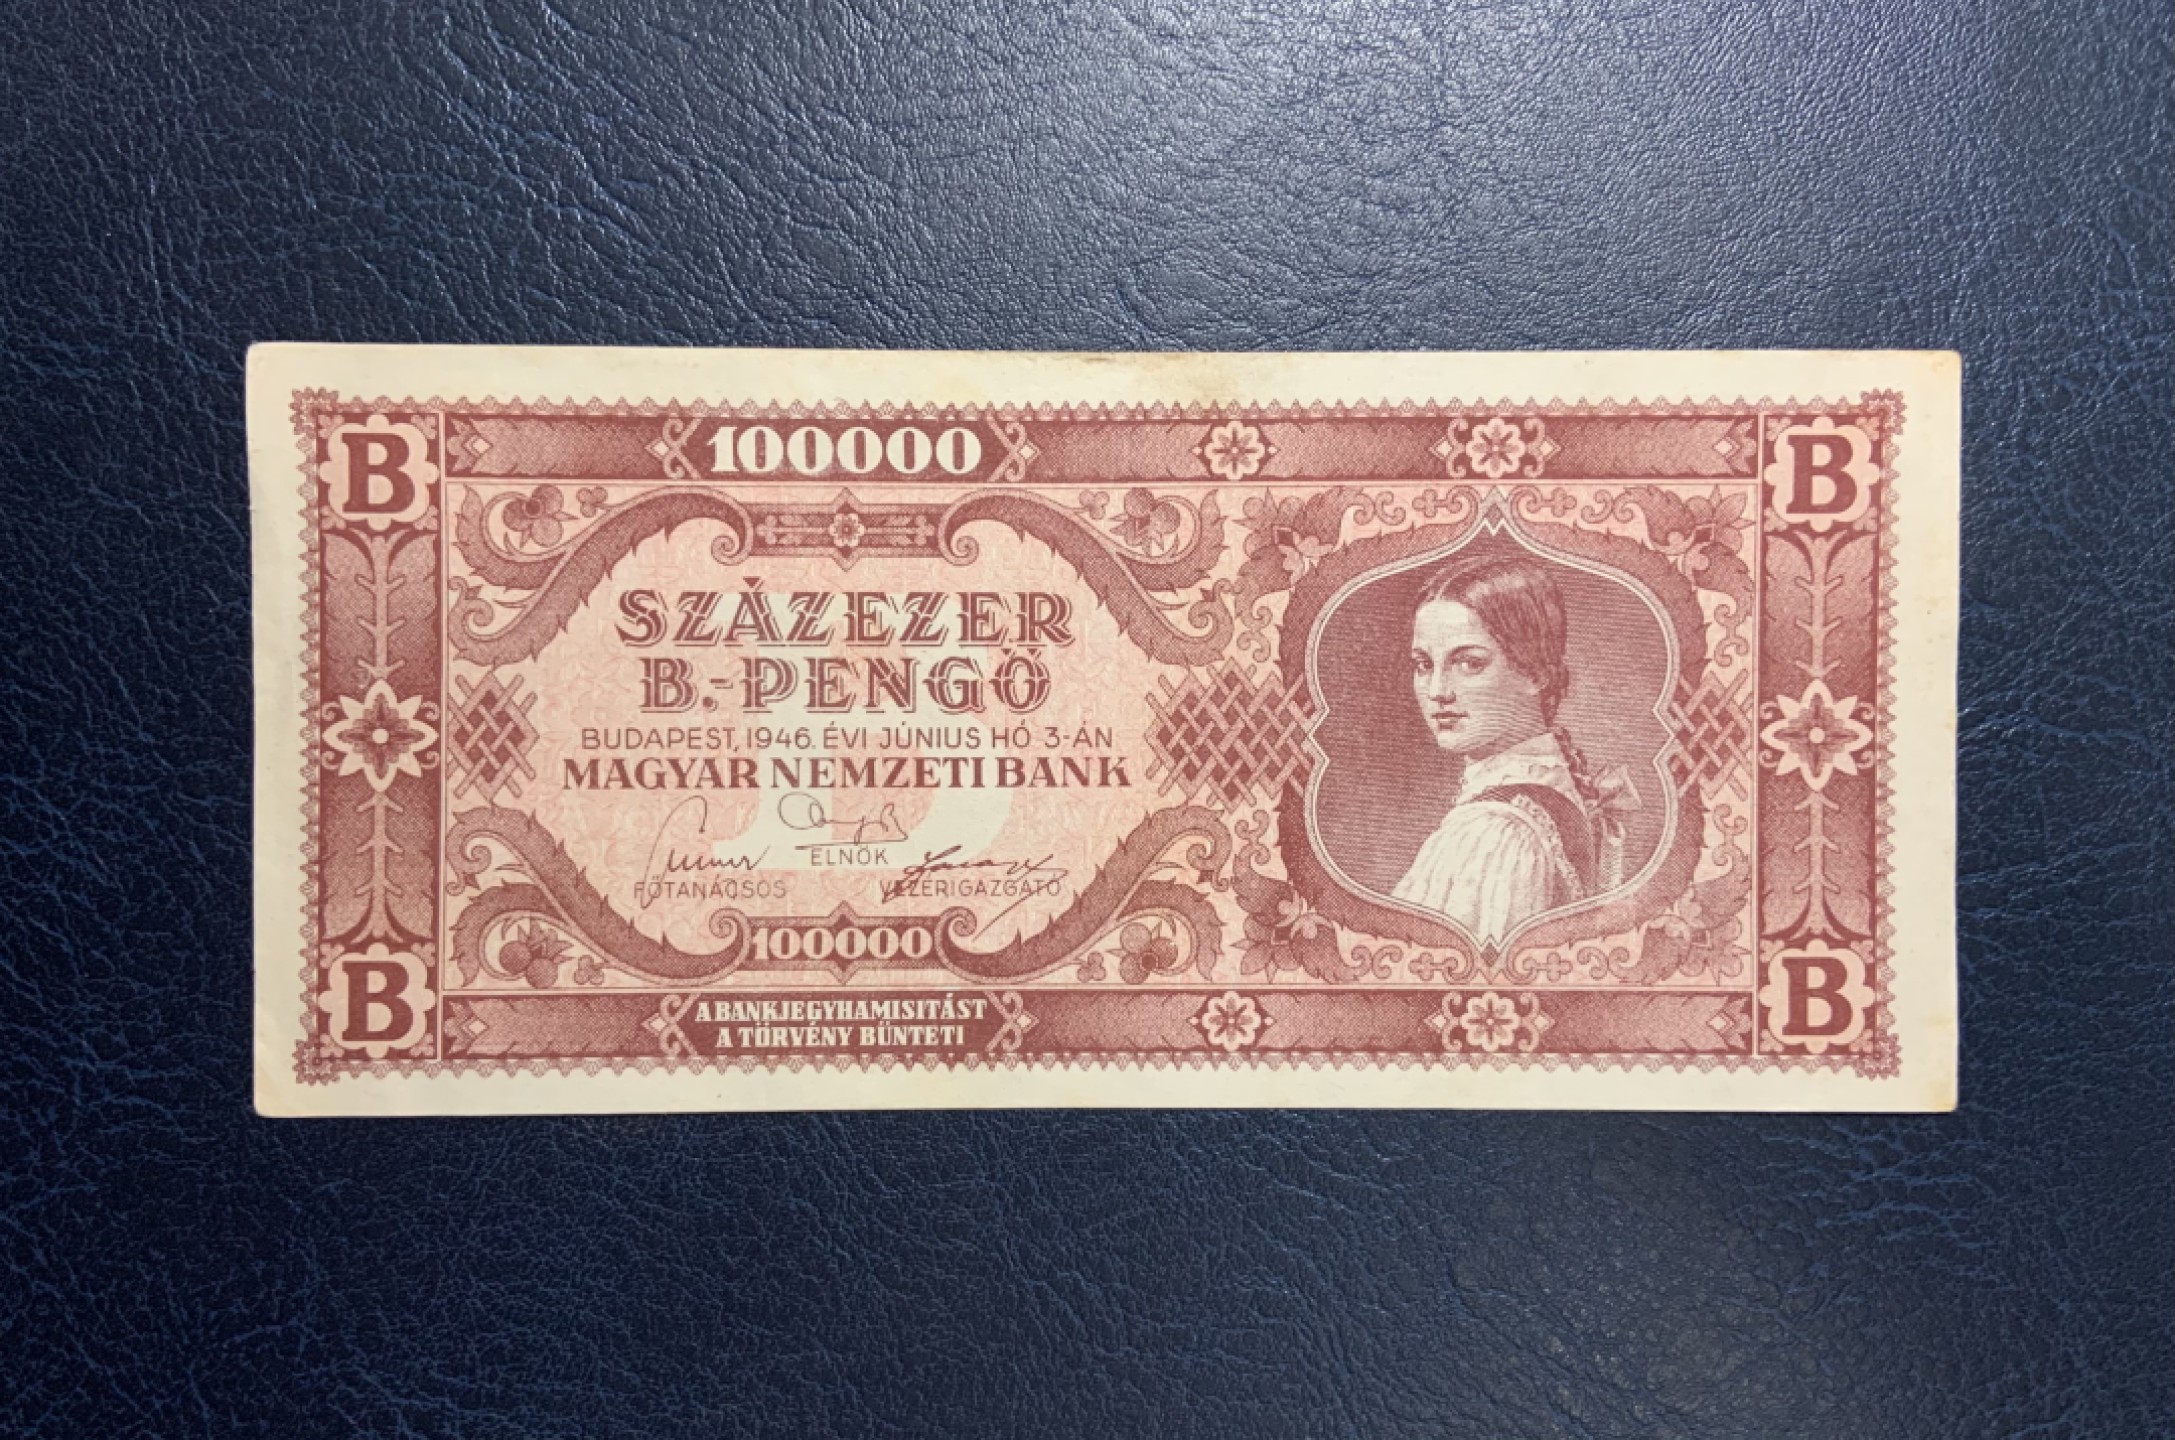 B 100000 B
SZÁZEZER
B.-PENGŐ
BUDAPEST, 1946. ÉVI JÚNIUS HÓ 3-ÁN
MAGYAR NEMZETI BANK
ELNÖK
FŐTANÁCSOS VEZÉRIGAZGATÓ
100000
B A BANKJEGYHAMISITÁST B
A TÖRVÉNY BÜNTETI